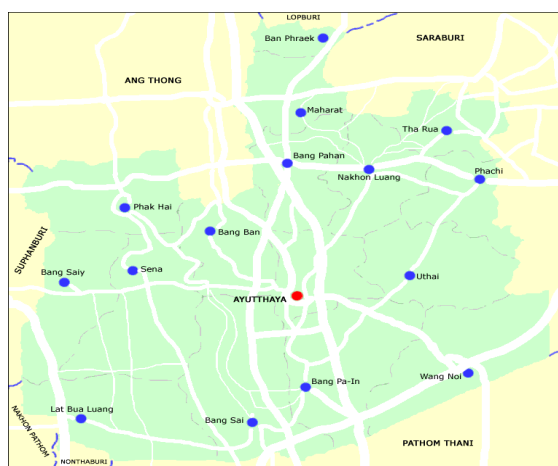 LOPBURI
Ban Phraek
SARABURI
ANG THONG
Maharat
Tha Rua
Bang Pahan
Nakhon Luang
Phachi
Phak Hai
Bang Ban
SUPHANBURI
Bang Saiy
Sena
Uthai
AYUTTHAYA
Wang Noi
Bang Pa-In
Lat Bua Luang
Bang Sai
NAKHON PATHOM
PATHOM THANI
NONTHABURI